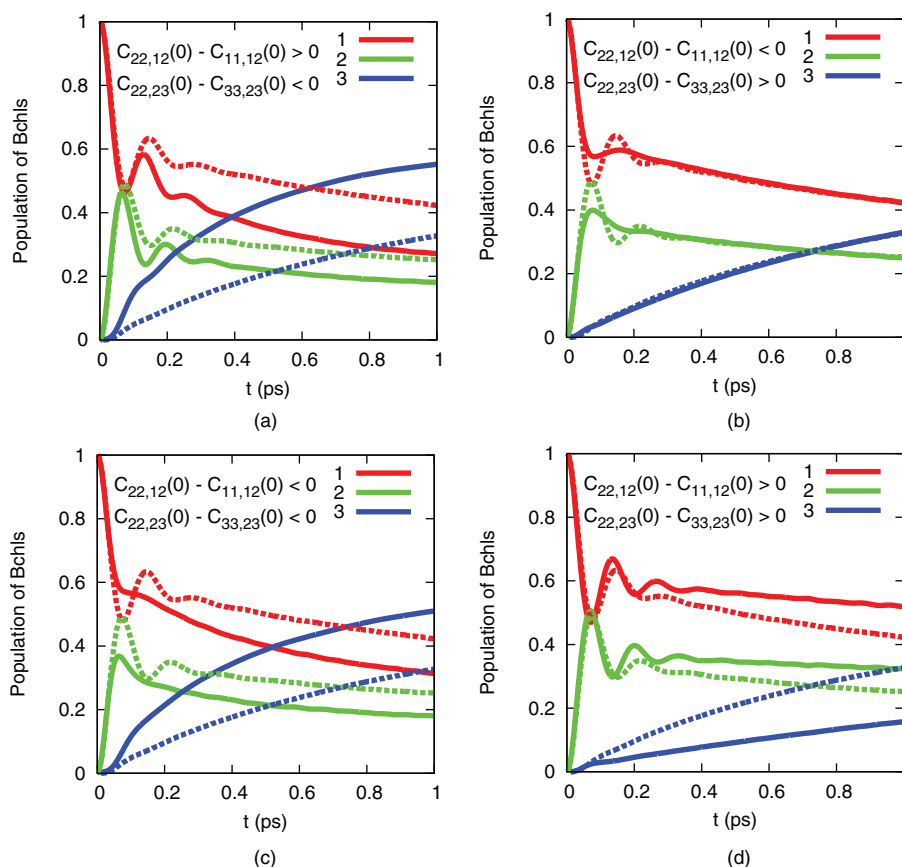 1
0.8
0.6
0.4
0.2
0
0 0.2 0.4 0.6 0.8 1
Population of Bchls
t (ps)
C22,12(0) - C11,12(0) > 0
C22,23(0) - C33,23(0) < 0
1
2
3
(a)
1
0.8
0.6
0.4
0.2
0
0 0.2 0.4 0.6 0.8
Population of Bchls
t (ps)
C22,12(0) - C11,12(0) < 0
C22,23(0) - C33,23(0) > 0
1
2
3
(b)
1
0.8
0.6
0.4
0.2
0
0 0.2 0.4 0.6 0.8 1
Population of Bchls
t (ps)
C22,12(0) - C11,12(0) < 0
C22,23(0) - C33,23(0) < 0
1
2
3
(c)
1
0.8
0.6
0.4
0.2
0
0 0.2 0.4 0.6 0.8
Population of Bchls
t (ps)
C22,12(0) - C11,12(0) > 0
C22,23(0) - C33,23(0) > 0
1
2
3
(d)